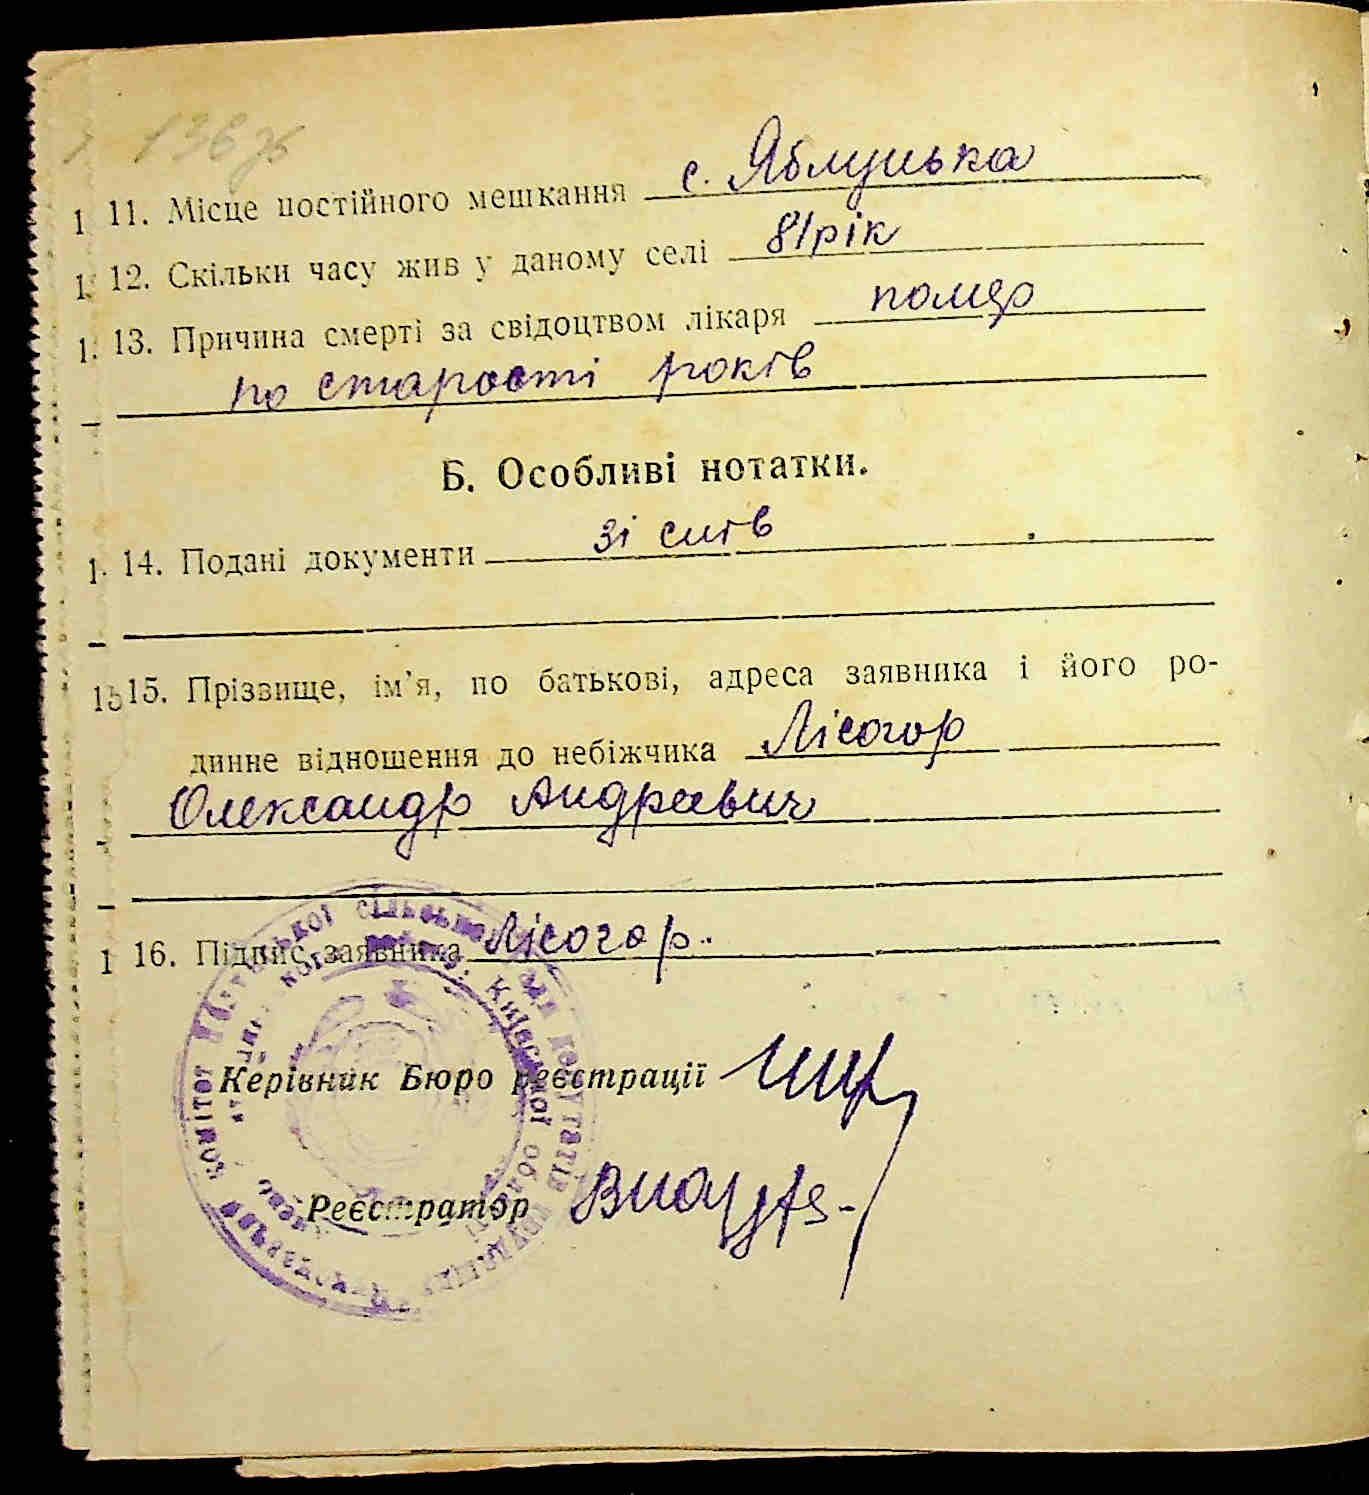 11. Місце постійного мешкання с. Яблунька
12. Скільки часу жив у даному селі 81 рік
13. Причина смерті за свідоцтвом лікаря помер
по старості років
Б. Особливі нотатки.
14. Подані документи зі слів
15. Прізвище, ім'я, по батькові, адреса заявника і його ро-
динне відношення до небіжчика Лісогор
Олександр Андреевич
16. Підпис заявника Лісогор.
Керівник Бюро реєстрації
Реєстратор